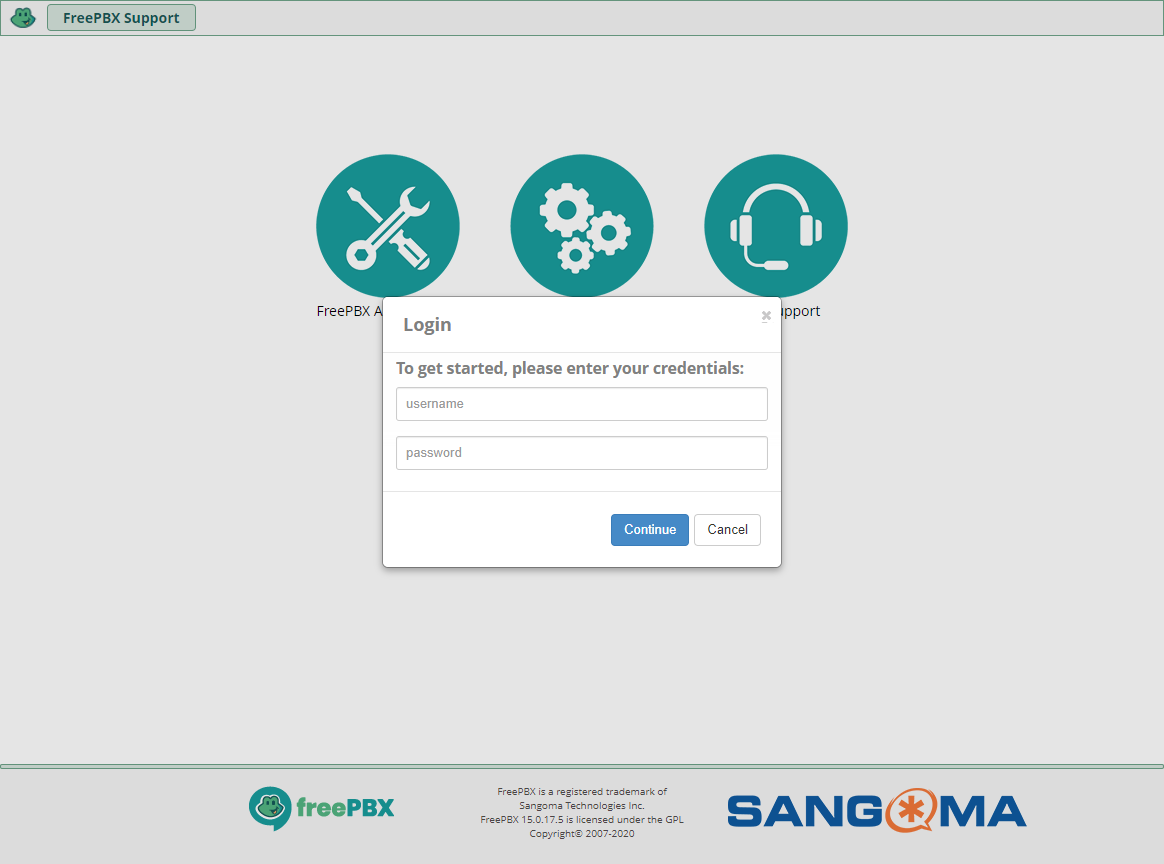 FreePBX Support
FreePBX A
upport
Login
To get started, please enter your credentials:
username
password
Continue
Cancel
freePBX
FreePBX is a registered trademark of
Sangoma Technologies Inc.
FreePBX 15.0.17.5 is licensed under the GPL
Copyright© 2007-2020
SANGOMA